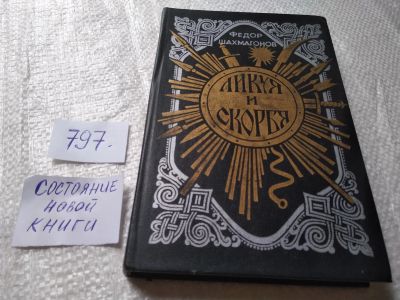 ФЕДОР
ШАХМАГОНОВ
ЛИКУЯ
И
СКОРБЯ
797.
СОСТОЯНИЕ
НОВОЙ
КНИГИ